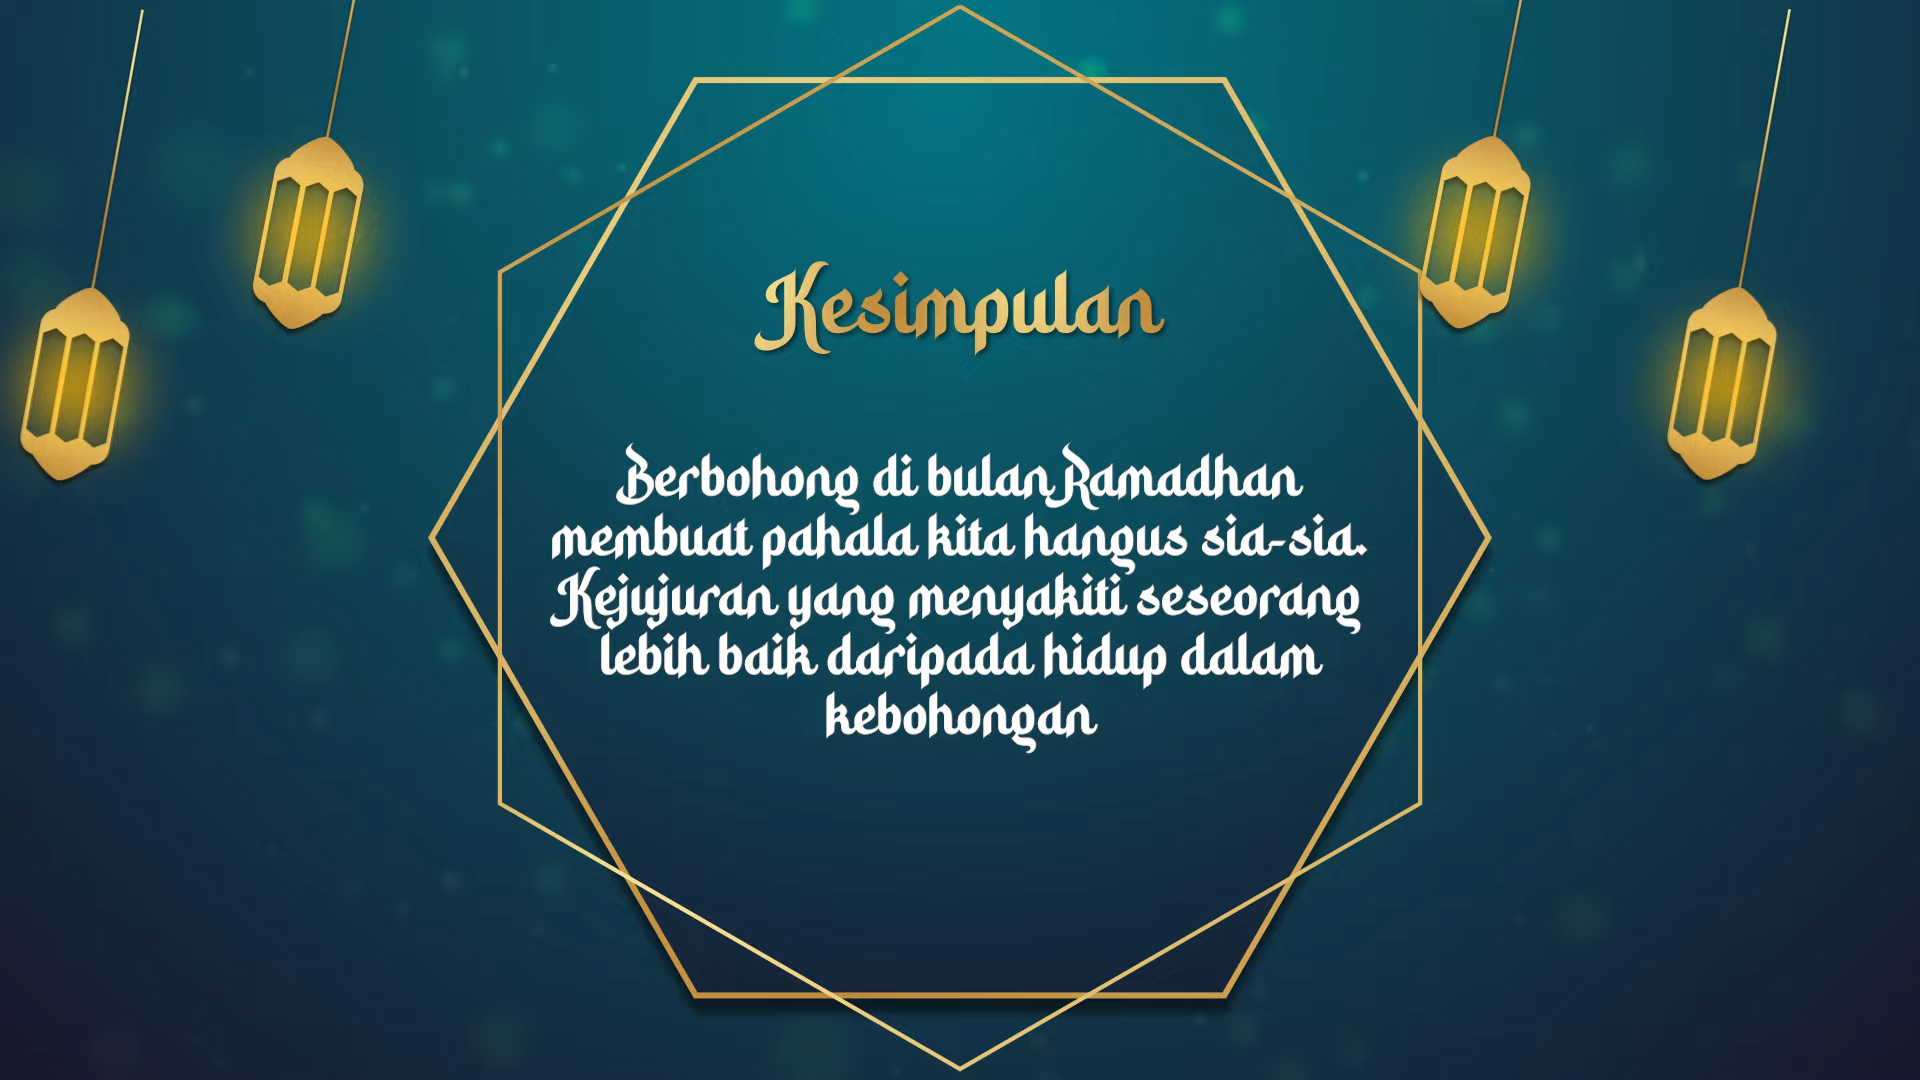 Kesimpulan
Berbohong di bulan Ramadhan
membuat pahala kita hangus sia-sia.
Kejujuran yang menyakiti seseorang
lebih baik daripada hidup dalam
kebohongan